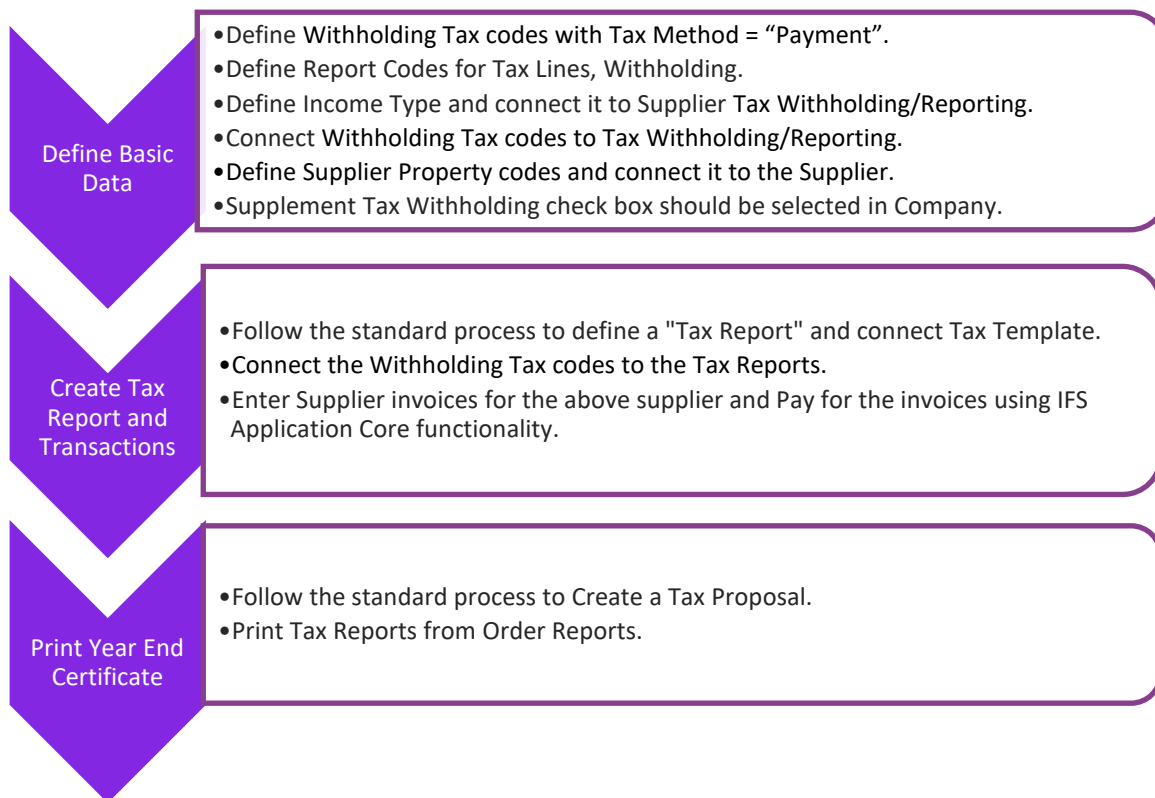 Define Basic
Data
•Define Withholding Tax codes with Tax Method = “Payment”.
•Define Report Codes for Tax Lines, Withholding.
•Define Income Type and connect it to Supplier Tax Withholding/Reporting.
•Connect Withholding Tax codes to Tax Withholding/Reporting.
•Define Supplier Property codes and connect it to the Supplier.
•Supplement Tax Withholding check box should be selected in Company.
Create Tax
Report and
Transactions
•Follow the standard process to define a "Tax Report" and connect Tax Template.
•Connect the Withholding Tax codes to the Tax Reports.
•Enter Supplier invoices for the above supplier and Pay for the invoices using IFS
Application Core functionality.
Print Year End
Certificate
•Follow the standard process to Create a Tax Proposal.
•Print Tax Reports from Order Reports.